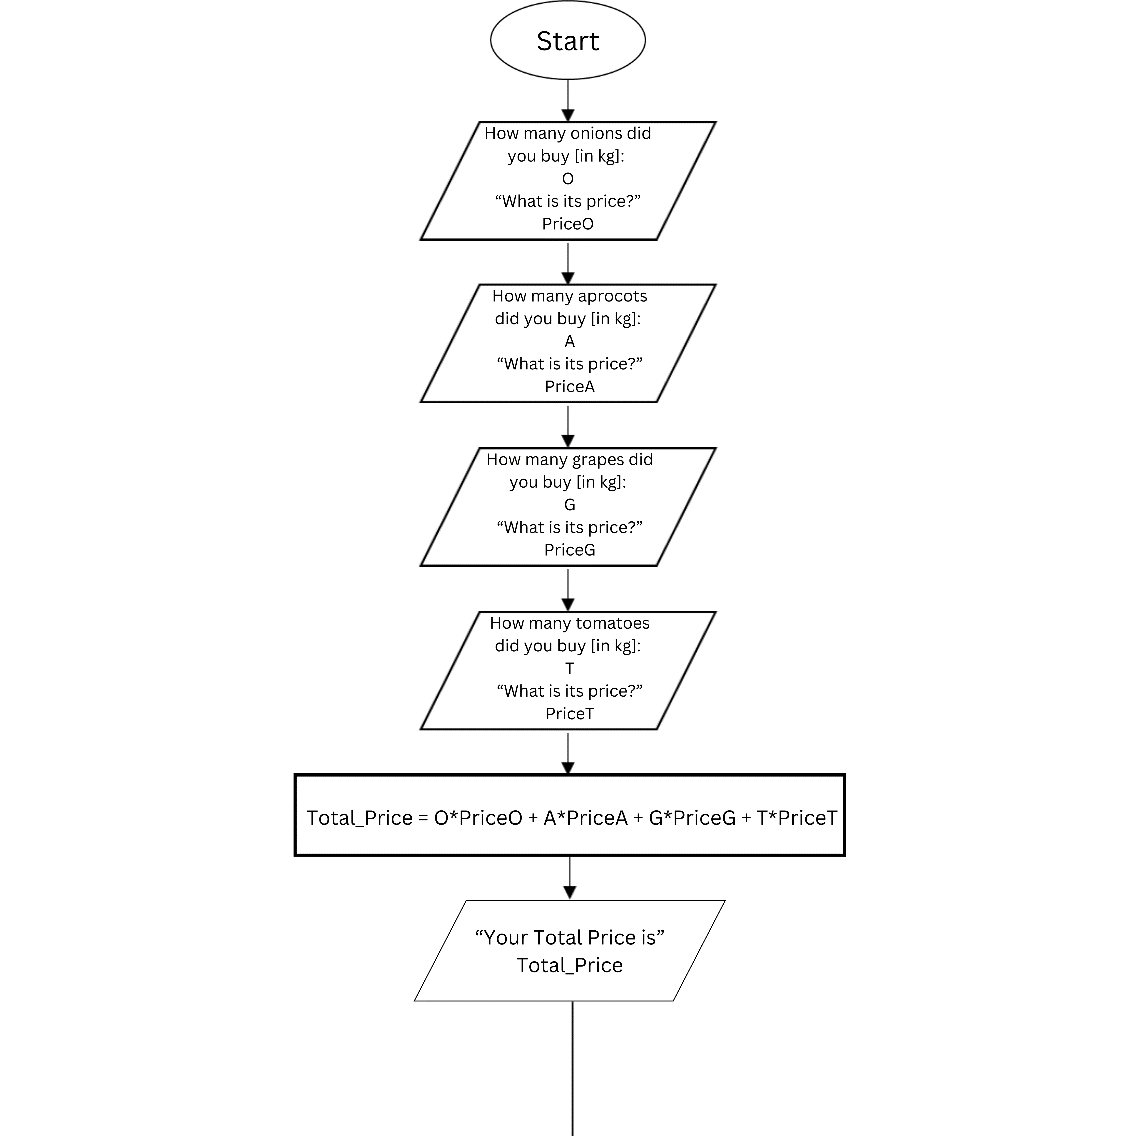 Start
How many onions did
you buy [in kg]:
O
“What is its price?”
PriceO
How many aprocots
did you buy [in kg]:
A
“What is its price?”
PriceA
How many grapes did
you buy [in kg]:
G
“What is its price?”
PriceG
How many tomatoes
did you buy [in kg]:
T
“What is its price?”
PriceT
Total_Price = O*PriceO + A*PriceA + G*PriceG + T*PriceT
“Your Total Price is”
Total_Price